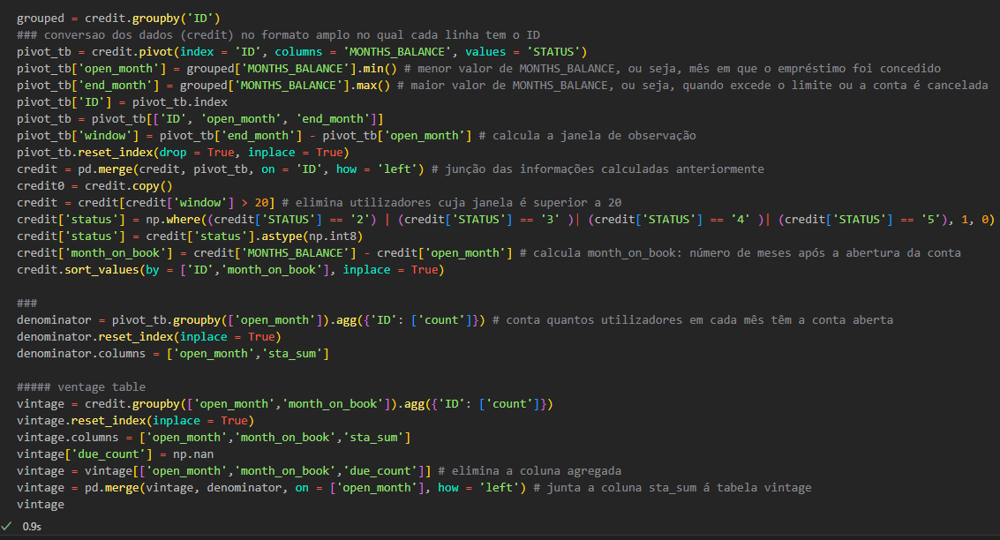 grouped = credit.groupby('ID')
### conversao dos dados (credit) no formato amplo no qual cada linha tem o ID
pivot_tb = credit.pivot(index = 'ID', columns = 'MONTHS_BALANCE', values = 'STATUS')
pivot_tb['open_month'] = grouped['MONTHS_BALANCE'].min() # menor valor de MONTHS_BALANCE, ou seja, mês em que o empréstimo foi concedido
pivot_tb['end_month'] = grouped['MONTHS_BALANCE'].max() # maior valor de MONTHS_BALANCE, ou seja, quando excede o limite ou a conta é cancelada
pivot_tb['ID'] = pivot_tb.index
pivot_tb = pivot_tb[['ID', 'open_month', 'end_month']]
pivot_tb['window'] = pivot_tb['end_month'] - pivot_tb['open_month'] # calcula a janela de observação
pivot_tb.reset_index(drop = True, inplace = True)
credit = pd.merge(credit, pivot_tb, on = 'ID', how = 'left') # junção das informações calculadas anteriormente
credit0 = credit.copy()
credit = credit[credit['window'] > 20] # elimina utilizadores cuja janela é superior a 20
credit['status'] = np.where((credit['STATUS'] == '2') | (credit['STATUS'] == '3' )| (credit['STATUS'] == '4' )| (credit['STATUS'] == '5'), 1, 0)
credit['status'] = credit['status'].astype(np.int8)
credit['month_on_book'] = credit['MONTHS_BALANCE'] - credit['open_month'] # calcula month_on_book: número de meses após a abertura da conta
credit.sort_values(by = ['ID','month_on_book'], inplace = True)
###
denominator = pivot_tb.groupby(['open_month']).agg({'ID': ['count']}) # conta quantos utilizadores em cada mês têm a conta aberta
denominator.reset_index(inplace = True)
denominator.columns = ['open_month','sta_sum']
##### ventage table
vintage = credit.groupby(['open_month','month_on_book']).agg({'ID': ['count']})
vintage.reset_index(inplace = True)
vintage.columns = ['open_month','month_on_book','sta_sum']
vintage['due_count'] = np.nan
vintage = vintage[['open_month','month_on_book','due_count']] # elimina a coluna agregada
vintage = pd.merge(vintage, denominator, on = ['open_month'], how = 'left') # junta a coluna sta_sum á tabela vintage
vintage
0.9s